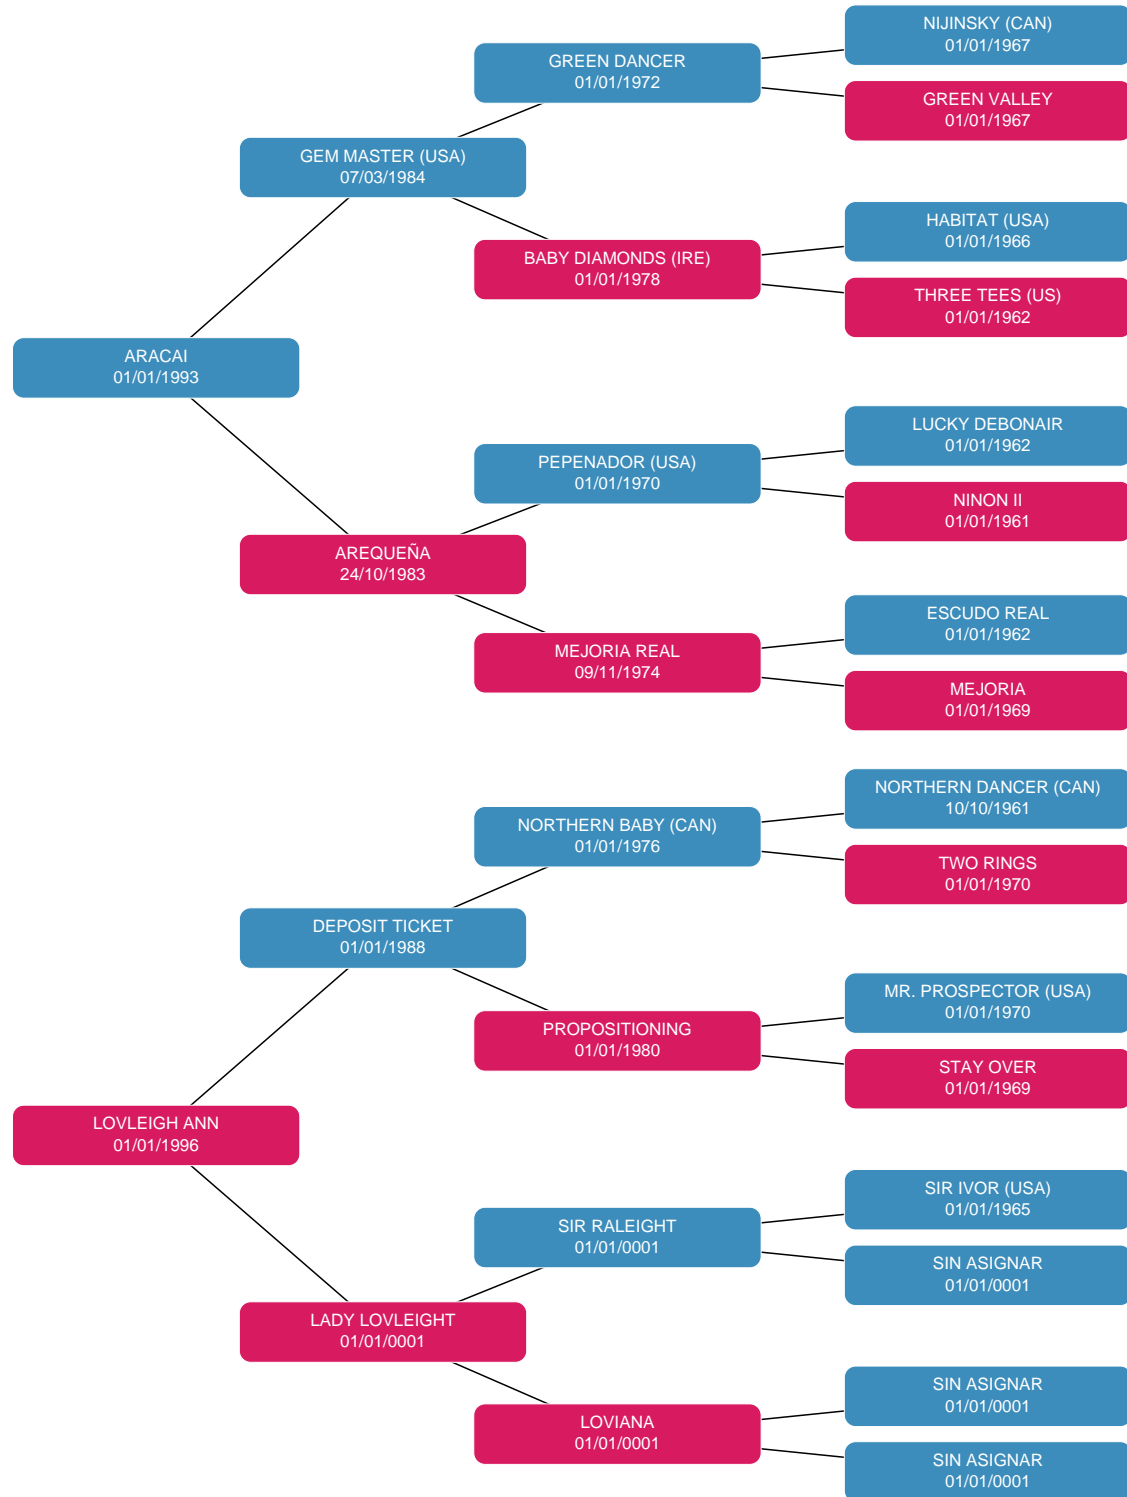 NIJINSKY (CAN)
01/01/1967
GREEN DANCER
01/01/1972
GREEN VALLEY
01/01/1967
GEM MASTER (USA)
07/03/1984
HABITAT (USA)
01/01/1966
BABY DIAMONDS (IRE)
01/01/1978
THREE TEES (US)
01/01/1962
ARACAI
01/01/1993
LUCKY DEBONAIR
01/01/1962
PEPENADOR (USA)
01/01/1970
NINON II
01/01/1961
AREQUEÑA
24/10/1983
ESCUDO REAL
01/01/1962
MEJORIA REAL
09/11/1974
MEJORIA
01/01/1969
NORTHERN DANCER (CAN)
10/10/1961
NORTHERN BABY (CAN)
01/01/1976
TWO RINGS
01/01/1970
DEPOSIT TICKET
01/01/1988
MR. PROSPECTOR (USA)
01/01/1970
PROPOSITIONING
01/01/1980
STAY OVER
01/01/1969
LOVLEIGH ANN
01/01/1996
SIR IVOR (USA)
01/01/1965
SIR RALEIGHT
01/01/0001
SIN ASIGNAR
01/01/0001
LADY LOVLEIGHT
01/01/0001
SIN ASIGNAR
01/01/0001
LOVIANA
01/01/0001
SIN ASIGNAR
01/01/0001